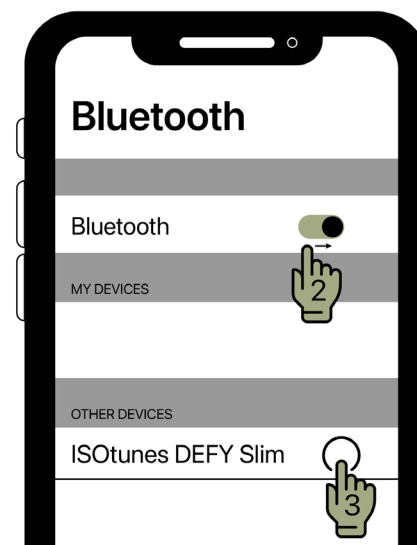 Bluetooth
Bluetooth
2
MY DEVICES
OTHER DEVICES
ISOtunes DEFY Slim
3